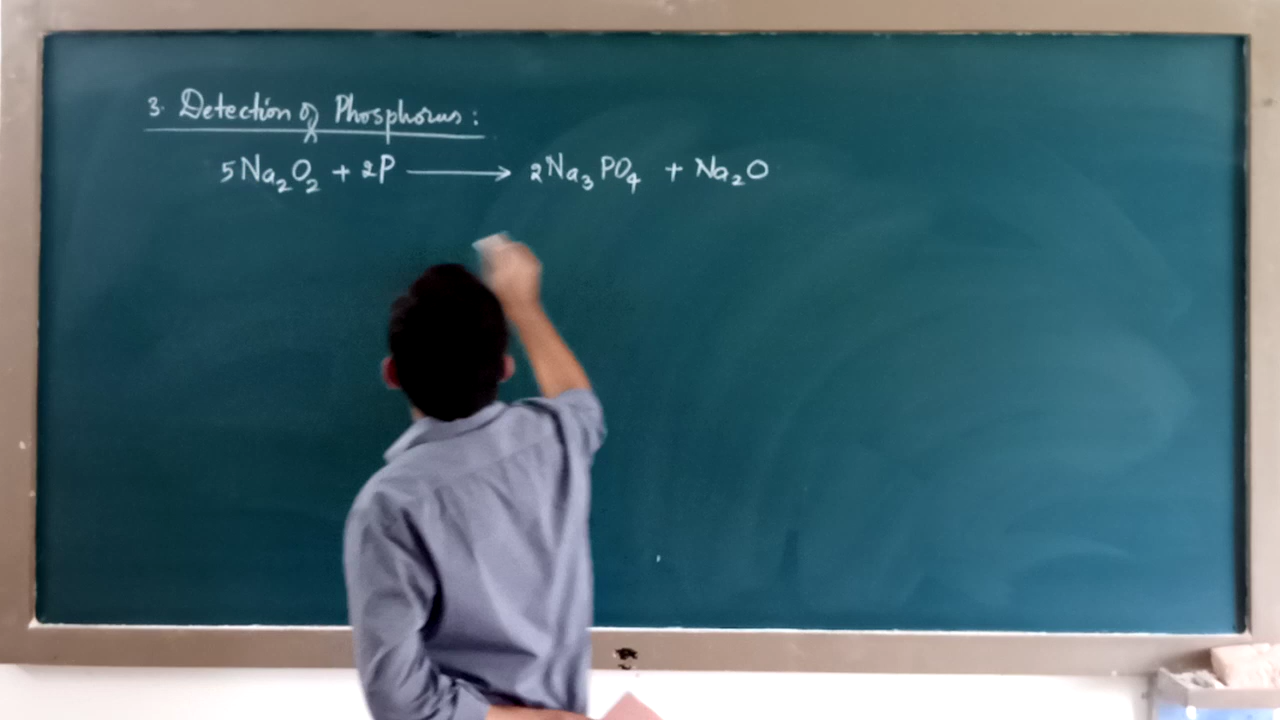 3. Detection of Phosphorus:
5Na₂O₂ + 2P ⟶ 2Na₃PO₄ + Na₂O